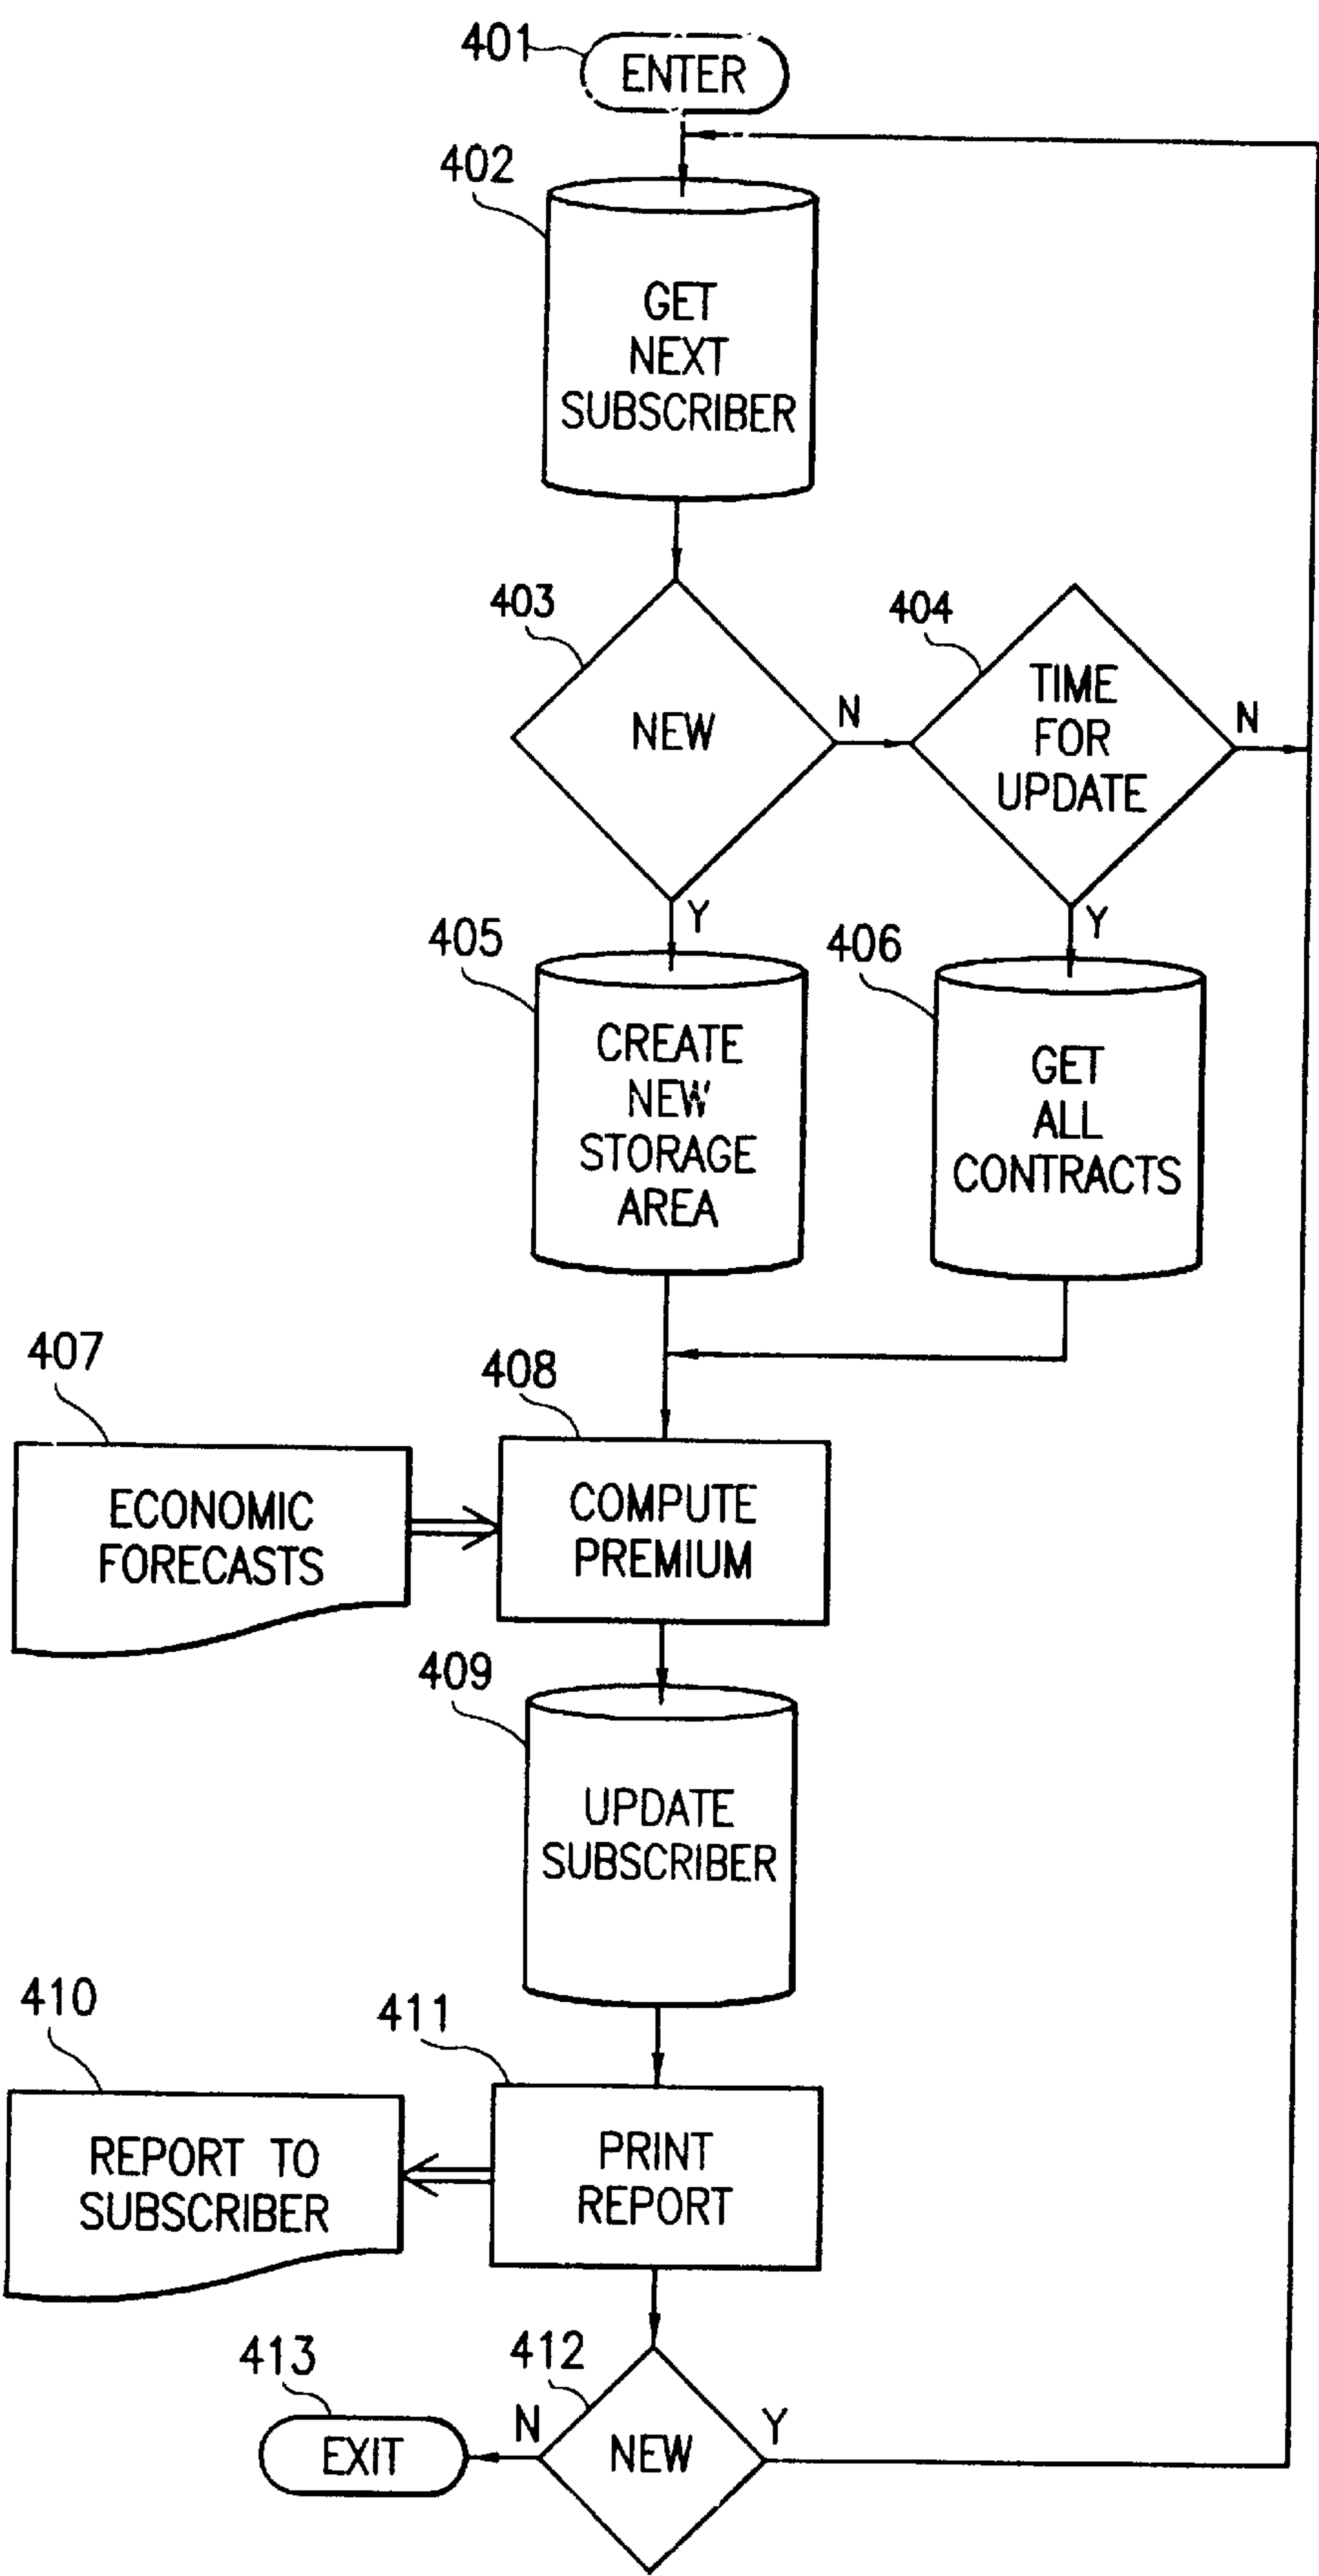 401
ENTER
402
GET
NEXT
SUBSCRIBER
403
NEW
N
404
TIME
FOR
UPDATE
N
Y
Y
405
CREATE
NEW
STORAGE
AREA
406
GET
ALL
CONTRACTS
407
ECONOMIC
FORECASTS
408
COMPUTE
PREMIUM
409
UPDATE
SUBSCRIBER
410
REPORT TO
SUBSCRIBER
411
PRINT
REPORT
412
NEW
N
Y
413
EXIT